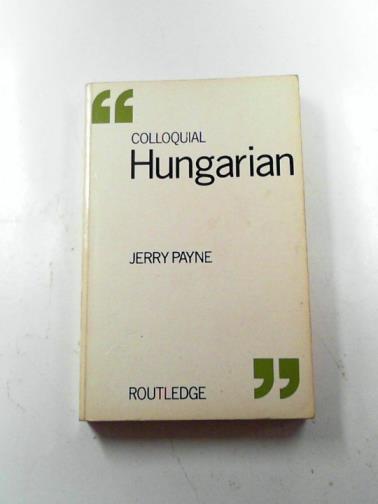 “
COLLOQUIAL
Hungarian
JERRY PAYNE
”
ROUTLEDGE